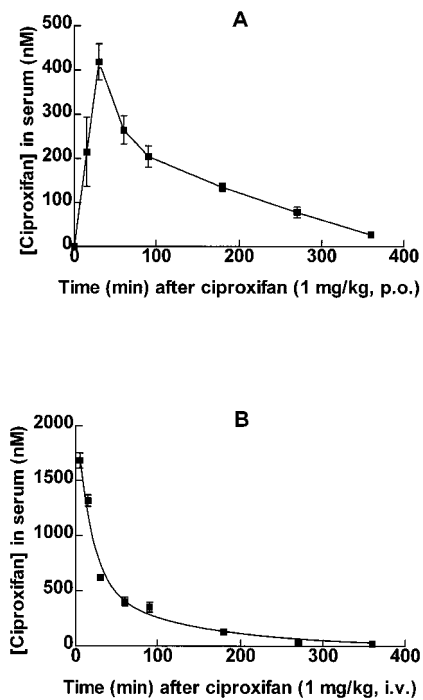 A
500
400
300
200
100
0
[Ciproxifan] in serum (nM)
0 100 200 300 400
Time (min) after ciproxifan (1 mg/kg, p.o.)
B
2000
1500
1000
500
0
[Ciproxifan] in serum (nM)
0 100 200 300 400
Time (min) after ciproxifan (1 mg/kg, i.v.)